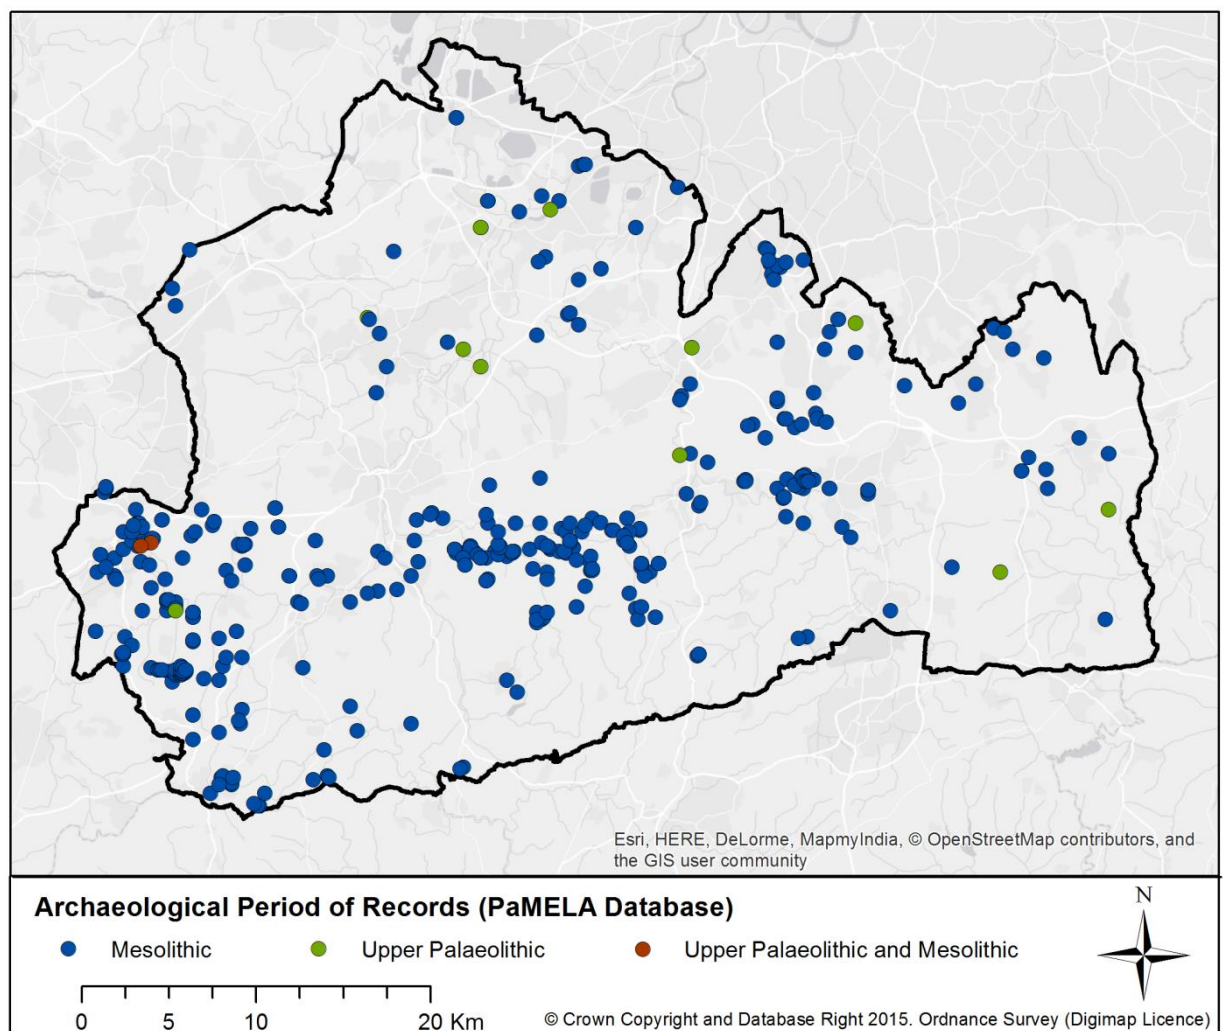 Esri, HERE, DeLorme, MapmyIndia, © OpenStreetMap contributors, and
the GIS user community
Archaeological Period of Records (PaMELA Database)
Mesolithic
Upper Palaeolithic
Upper Palaeolithic and Mesolithic
N
0 5 10 20 Km
© Crown Copyright and Database Right 2015. Ordnance Survey (Digimap Licence)